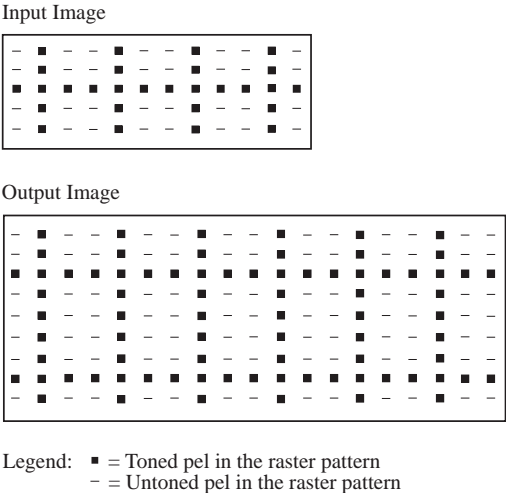 Input Image
Output Image
Legend: ■ = Toned pel in the raster pattern
– = Untoned pel in the raster pattern